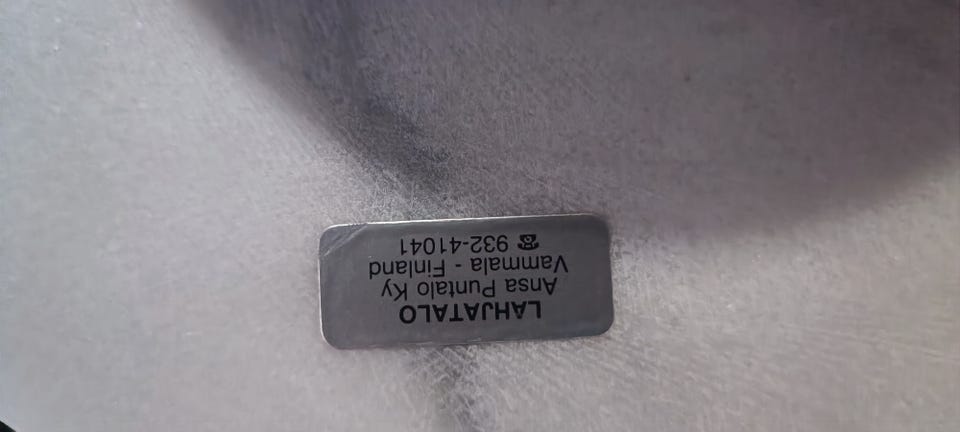 LAHJATALO
Ansa Puntalo Ky
Vammala - Finland
☎ 932-41041